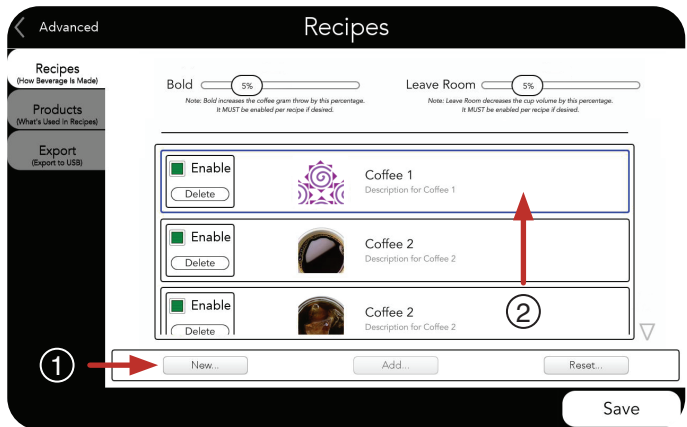 Advanced
Recipes
Recipes
(How Beverage Is Made)
Products
(What's Used in Recipes)
Export
(Export to USB)
Bold
5%
Note: Bold increases the coffee gram throw by this percentage.
It MUST be enabled per recipe if desired.
Leave Room
5%
Note: Leave Room decreases the cup volume by this percentage.
It MUST be enabled per recipe if desired.
Enable
Delete
Coffee 1
Description for Coffee 1
Enable
Delete
Coffee 2
Description for Coffee 2
Enable
Delete
Coffee 2
Description for Coffee 2
2
1
New...
Add...
Reset...
Save